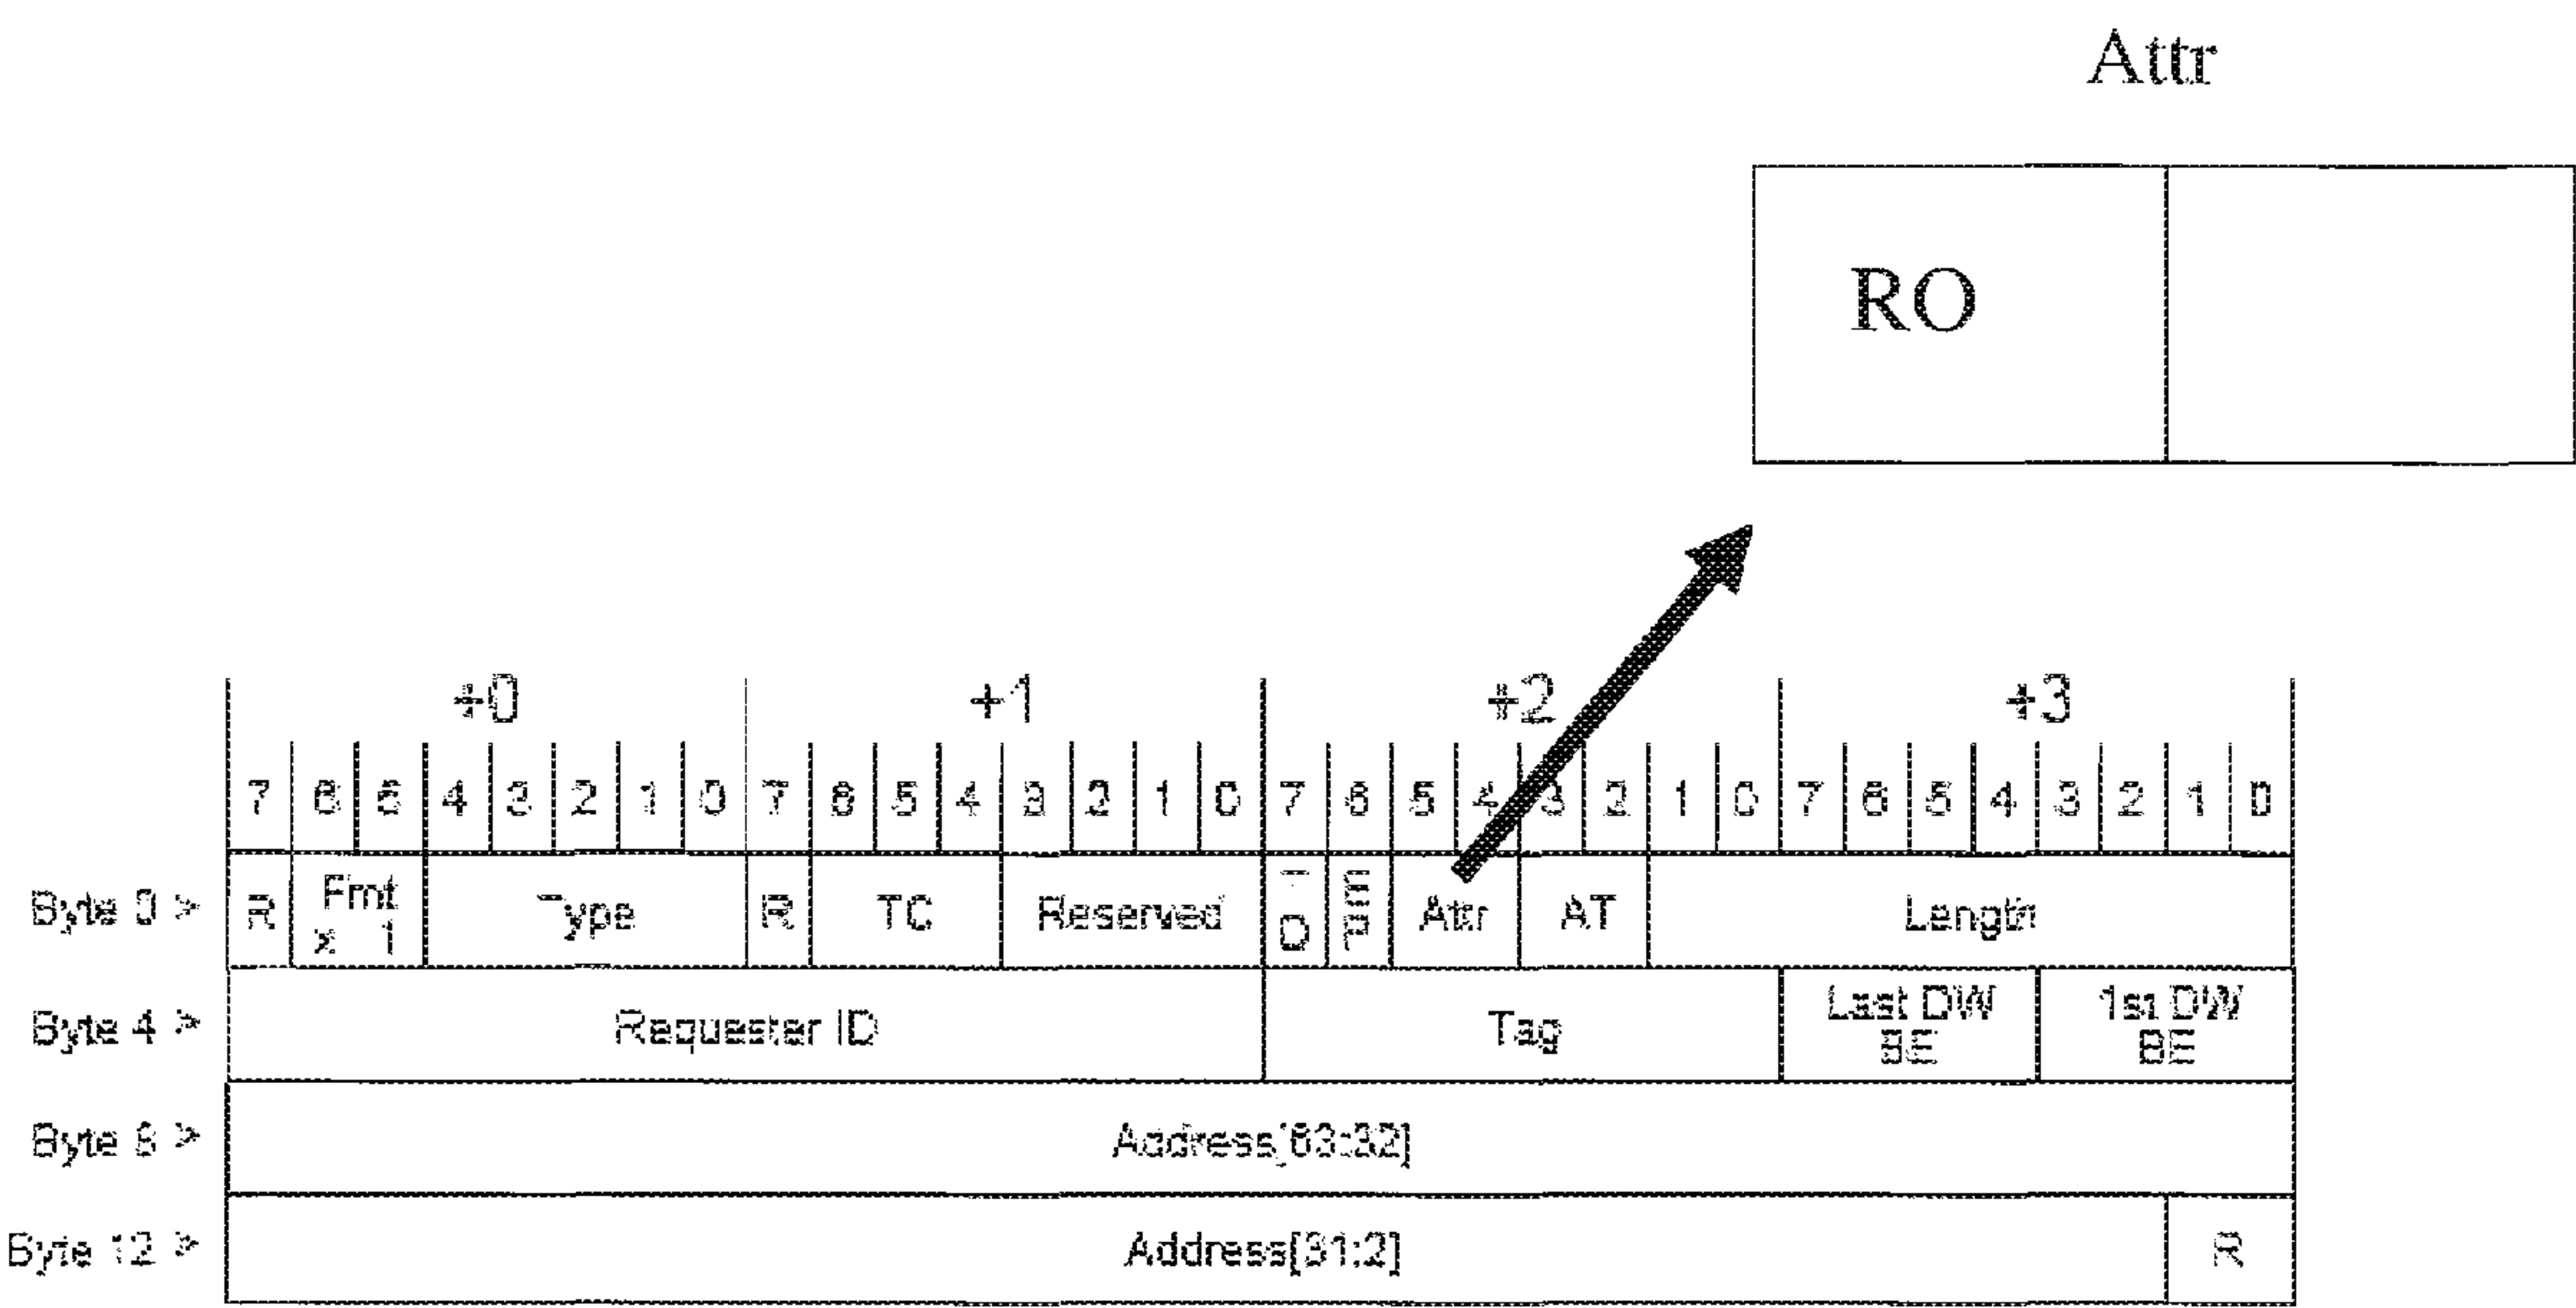 Attr
RO
+0 +1 +2 +3
7 6 5 4 3 2 1 0 7 6 5 4 3 2 1 0 7 6 5 4 3 2 1 0 7 6 5 4 3 2 1 0
Byte 0 > R Fmt x 1 Type R TC Reserved TD EP Attr AT Length
Byte 4 > Requester ID Tag Last DW BE 1st DW BE
Byte 8 > Address[63:32]
Byte 12 > Address[31:2] R